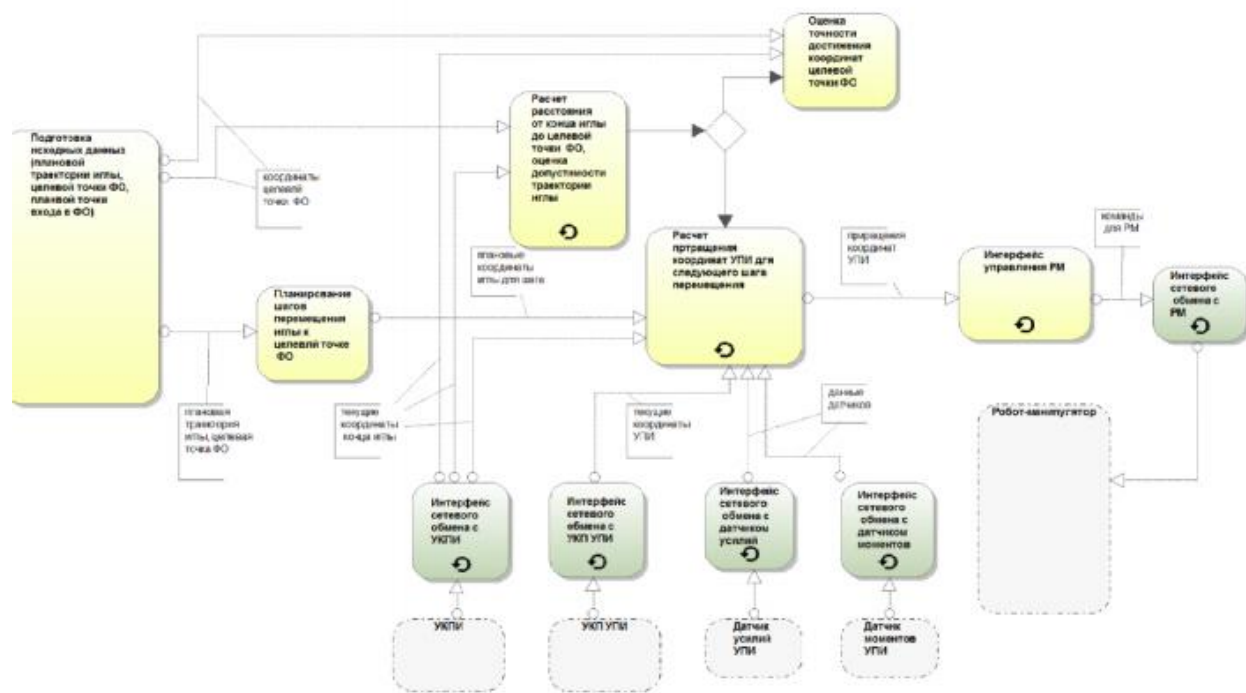 Оценка
точности
достижения
координат
целевой
точки ФО
Расчет
расстояния
от конца иглы
до целевой
точки ФО,
оценка
допустимости
траектории
иглы
Подготовка
исходных данныз
(плановой
траектории иглы,
целевой точки ФО,
планвой точки
входа в ФО)
координаты
целевлй
точки ФО
Расчет
пртращения
координат УПИ для
следующего шага
перемещения
плановые
координаты
иглы для шага
приращения
координат
УПИ
команды
для РМ
Интерфейс
управления РМ
Интерфейс
сетевого
обмена с
РМ
Планирование
шагов
перемещения
иглы к
целевлй точке
ФО
плановая
траектория
иглы, целевая
точка ФО
текущие
координаты
конца иглы
текущие
координаты
УПИ
данные
датчиков
Робот-манипулятор
Интерфейс
сетевого
обмена с
УКПИ
Интерфейс
сетевого
обмена с
УКП УПИ
Интерфейс
сетевого
обмена с
датчиком
усилий
Интерфейс
сетевого
обмена с
датчиком
моментов
УКПИ
УКП УПИ
Датчик
усилий
УПИ
Датчик
моментов
УПИ